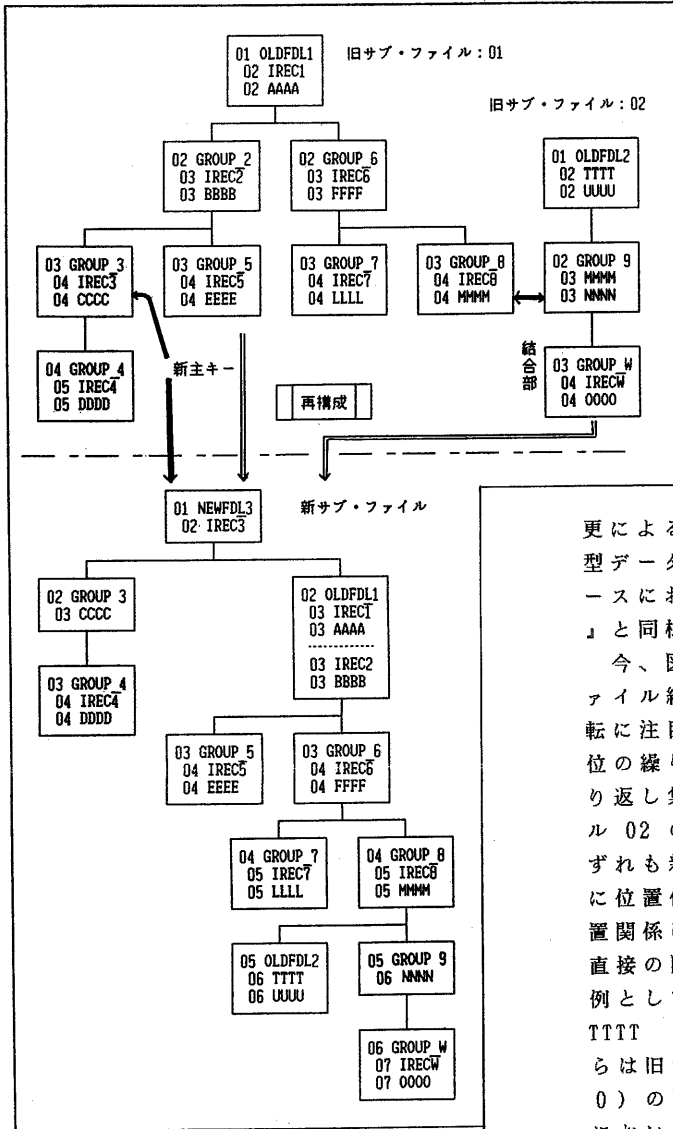 01 OLDFDL1
02 IREC1
02 AAAA
旧サブ・ファイル:01
旧サブ・ファイル:02
02 GROUP_2
03 IREC2
03 BBBB
02 GROUP_6
03 IREC6
03 FFFF
01 OLDFDL2
02 TTTT
02 UUUU
03 GROUP_3
04 IREC3
04 CCCC
03 GROUP_5
04 IREC5
04 EEEE
03 GROUP_7
04 IREC7
04 LLLL
03 GROUP_8
04 IREC8
04 MMMM
02 GROUP 9
03 MMMM
03 NNNN
04 GROUP_4
05 IREC4
05 DDDD
新主キー
再構成
結合部
03 GROUP_W
04 IRECW
04 OOOO
01 NEWFDL3
02 IREC3
新サブ・ファイル
02 GROUP 3
03 CCCC
02 OLDFDL1
03 IREC1
03 AAAA
03 IREC2
03 BBBB
03 GROUP_4
04 IREC4
04 DDDD
03 GROUP_5
04 IREC5
04 EEEE
03 GROUP_6
04 IREC6
04 FFFF
04 GROUP_7
05 IREC7
05 LLLL
04 GROUP_8
05 IREC8
05 MMMM
05 OLDFDL2
06 TTTT
06 UUUU
05 GROUP 9
06 NNNN
06 GROUP_W
07 IRECW
07 OOOO
更による
型データ
ースにお
』と同様
今、図
ァイル
転に注目
位の繰り
り返し集
ル 02 の
ずれも新
に位置
置関係
直接の
例として
TTTT
らは旧
0)の